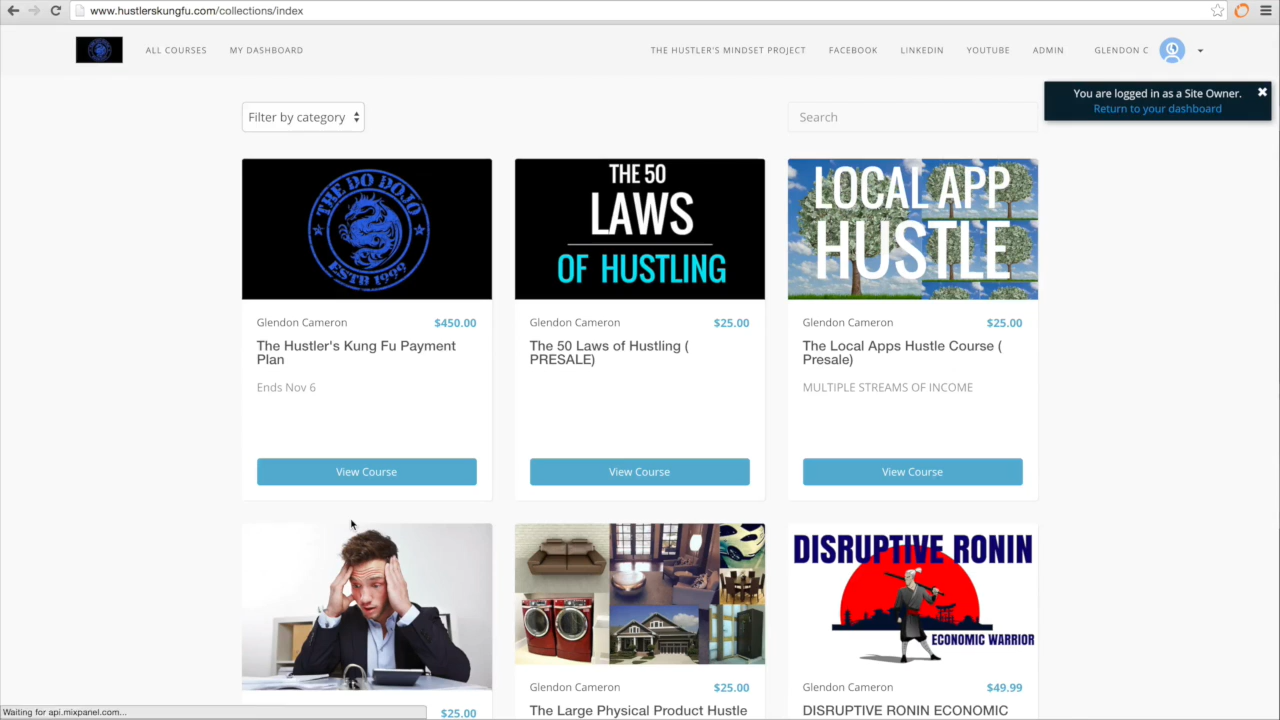 www.hustlerskungfu.com/collections/index
ALL COURSES
MY DASHBOARD
THE HUSTLER'S MINDSET PROJECT
FACEBOOK
LINKEDIN
YOUTUBE
ADMIN
GLENDON C
You are logged in as a Site Owner.
Return to your dashboard
Filter by category
Search
THE DO DOJO
ESTB 1999
THE 50
LAWS
OF HUSTLING
LOCAL APP
HUSTLE
Glendon Cameron $450.00
The Hustler's Kung Fu Payment
Plan
Ends Nov 6
View Course
Glendon Cameron $25.00
The 50 Laws of Hustling (
PRESALE)
View Course
Glendon Cameron $25.00
The Local Apps Hustle Course (
Presale)
MULTIPLE STREAMS OF INCOME
View Course
DISRUPTIVE RONIN
ECONOMIC WARRIOR
$25.00
Glendon Cameron $25.00
The Large Physical Product Hustle
Glendon Cameron $49.99
DISRUPTIVE RONIN ECONOMIC
Waiting for api.mixpanel.com...